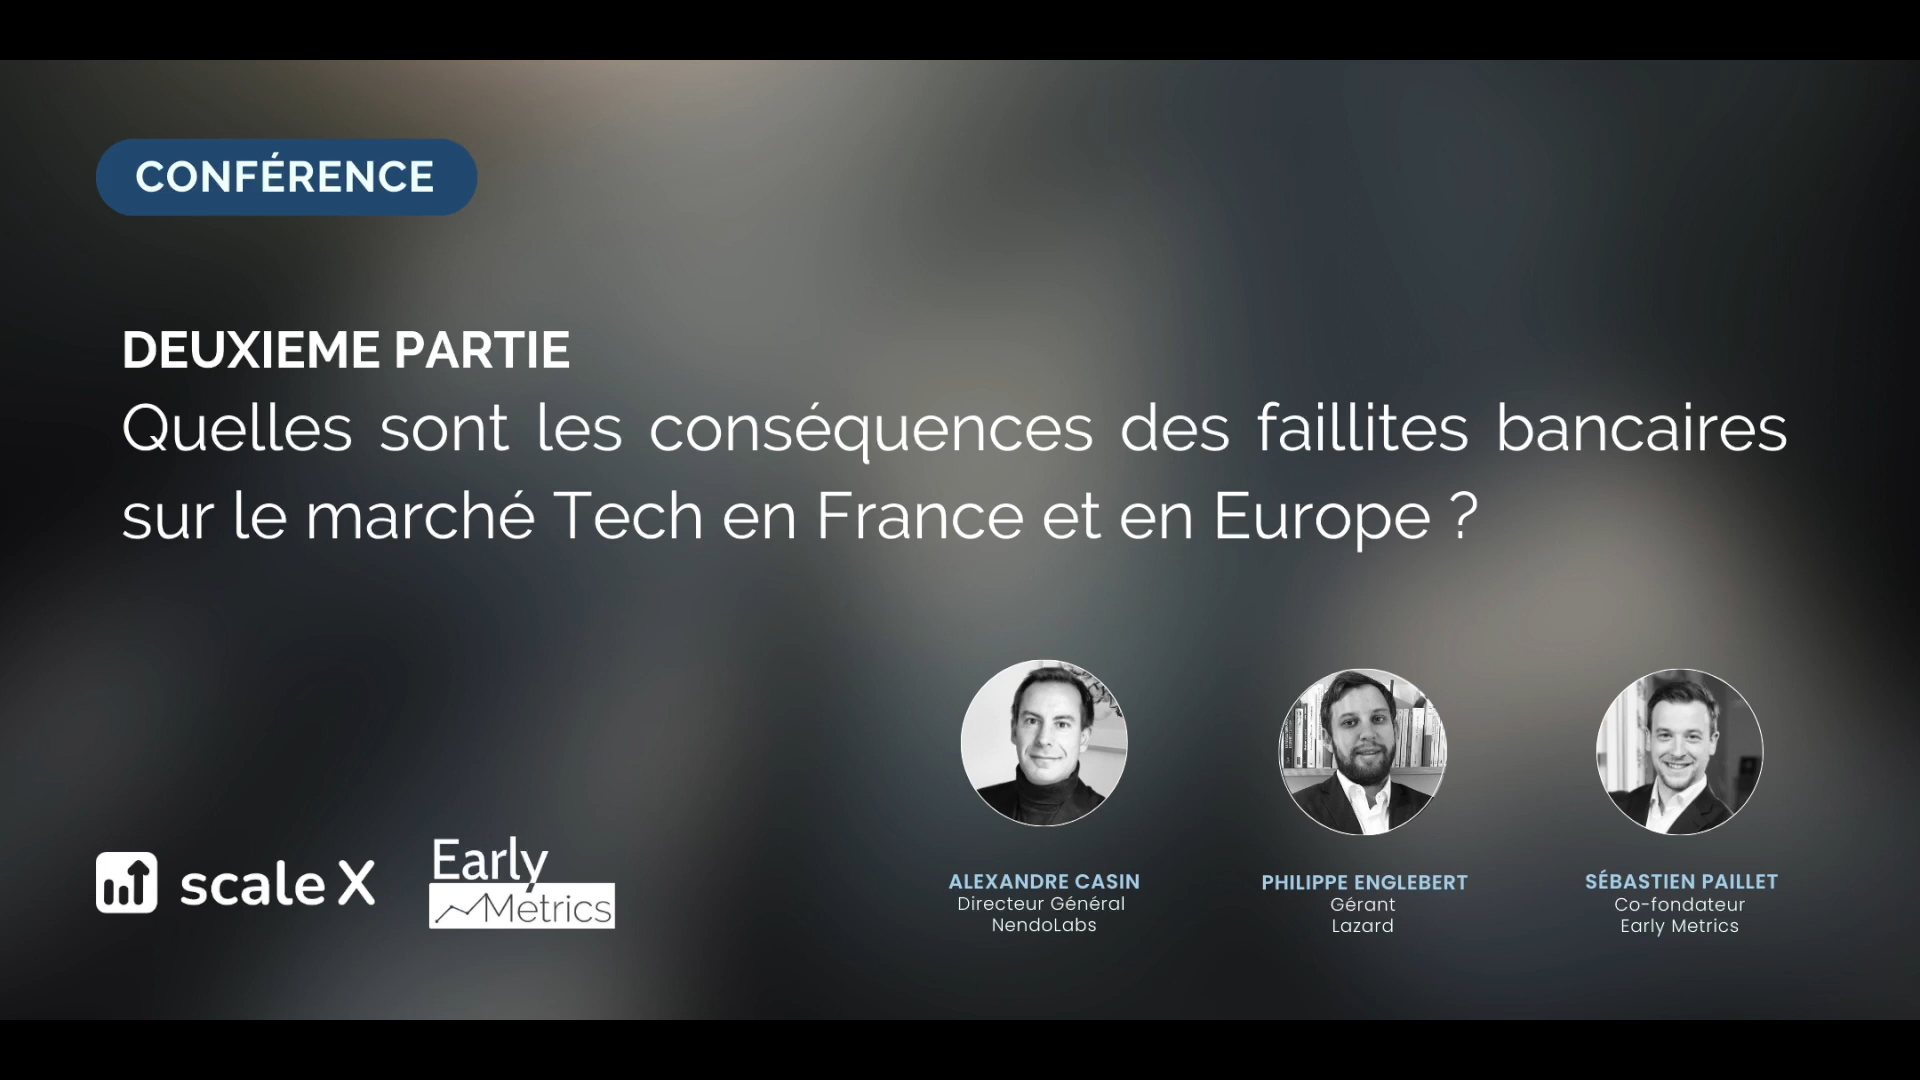 CONFÉRENCE
DEUXIEME PARTIE
Quelles sont les conséquences des faillites bancaires
sur le marché Tech en France et en Europe ?
scale X
Early
Metrics
ALEXANDRE CASIN
Directeur Général
NendoLabs
PHILIPPE ENGLEBERT
Gérant
Lazard
SÉBASTIEN PAILLET
Co-fondateur
Early Metrics